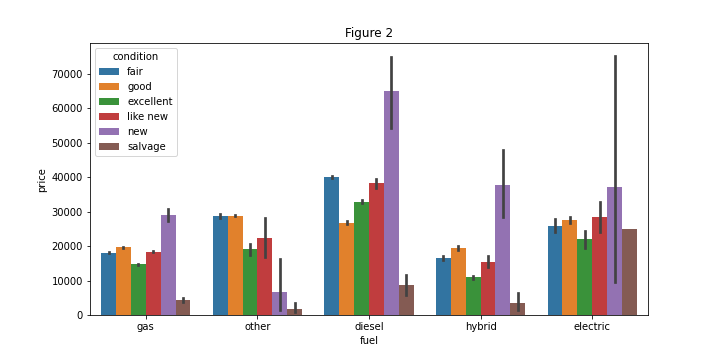 Figure 2
condition
fair
good
excellent
like new
new
salvage
price
70000
60000
50000
40000
30000
20000
10000
0
gas other diesel hybrid electric
fuel